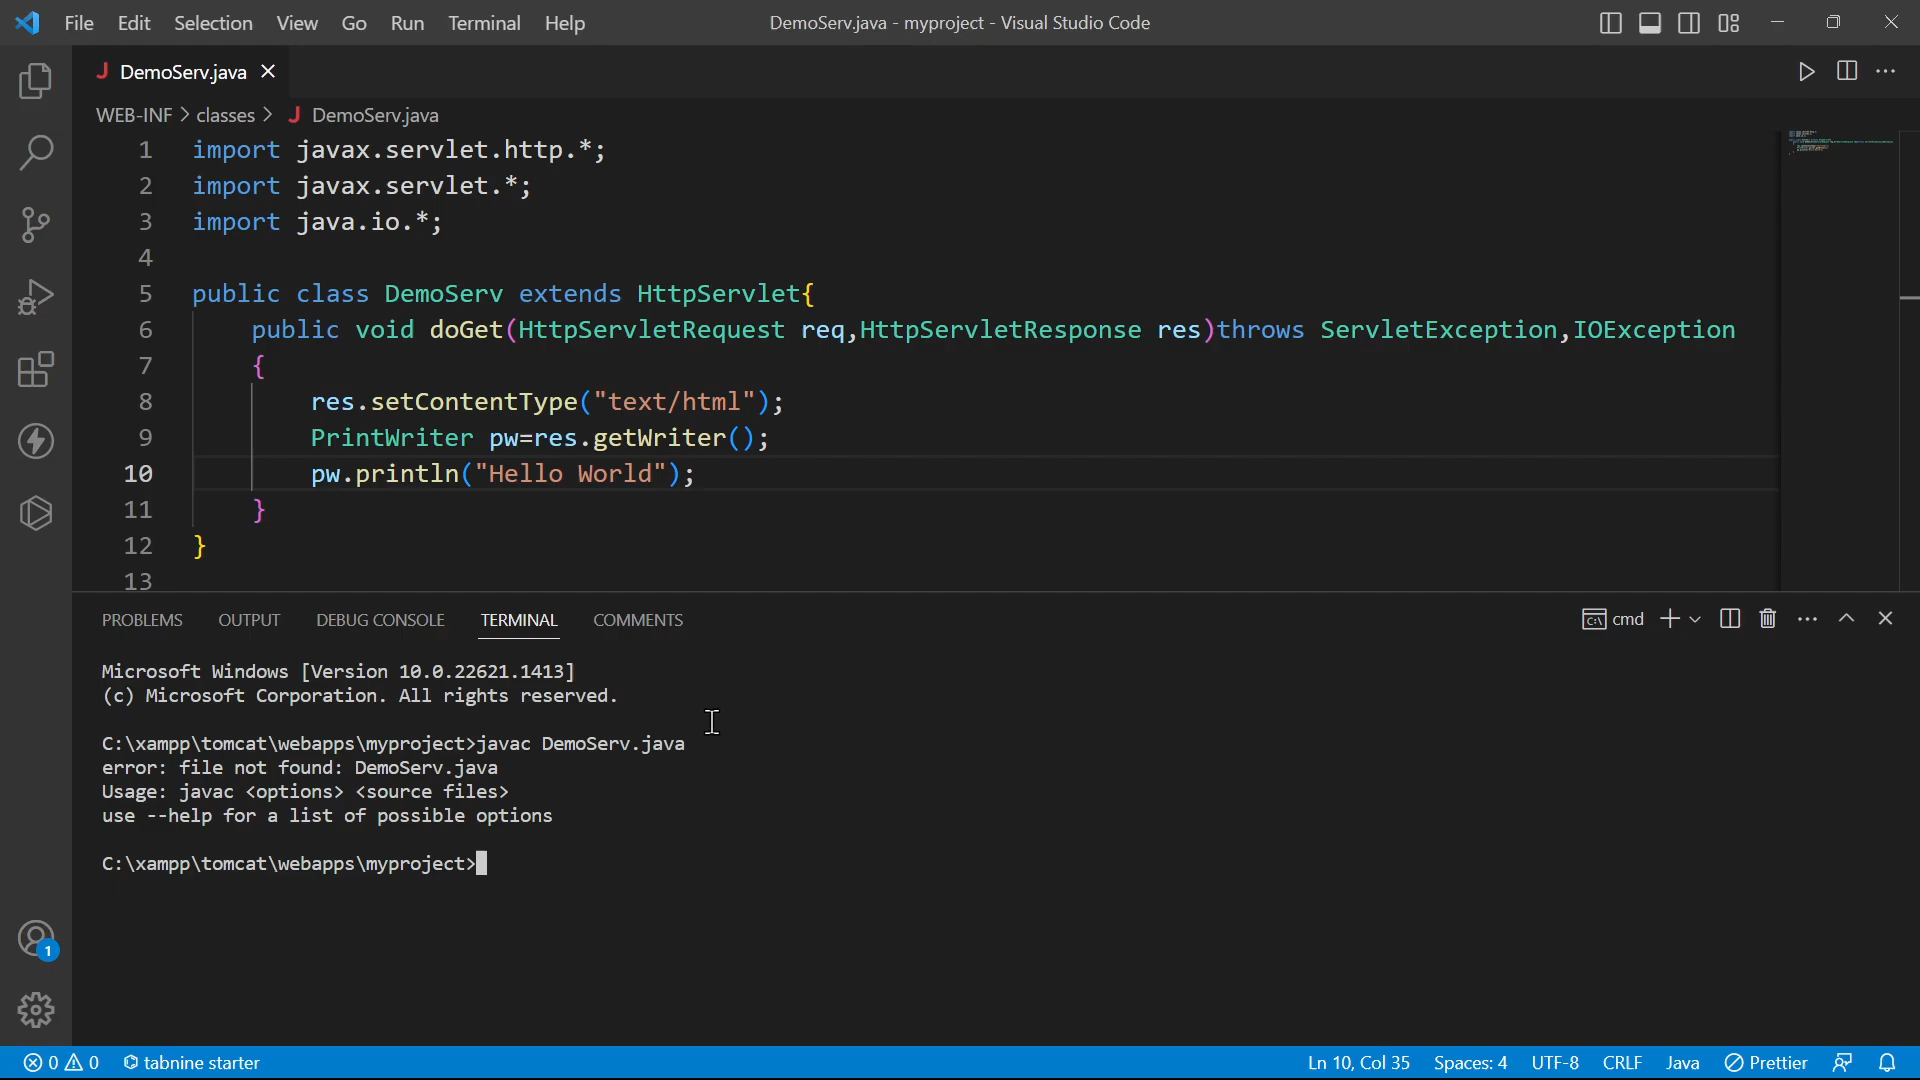 File Edit Selection View Go Run Terminal Help DemoServ.java - myproject - Visual Studio Code
J DemoServ.java
WEB-INF > classes > J DemoServ.java
1 import javax.servlet.http.*;
2 import javax.servlet.*;
3 import java.io.*;
4
5 public class DemoServ extends HttpServlet{
6 public void doGet(HttpServletRequest req,HttpServletResponse res)throws ServletException,IOException
7 {
8 res.setContentType("text/html");
9 PrintWriter pw=res.getWriter();
10 pw.println("Hello World");
11 }
12 }
13
PROBLEMS OUTPUT DEBUG CONSOLE TERMINAL COMMENTS cmd
Microsoft Windows [Version 10.0.22621.1413]
(c) Microsoft Corporation. All rights reserved.
C:\xampp\tomcat\webapps\myproject>javac DemoServ.java
error: file not found: DemoServ.java
Usage: javac <options> <source files>
use --help for a list of possible options
C:\xampp\tomcat\webapps\myproject>
1
0 0 tabnine starter Ln 10, Col 35 Spaces: 4 UTF-8 CRLF Java Prettier